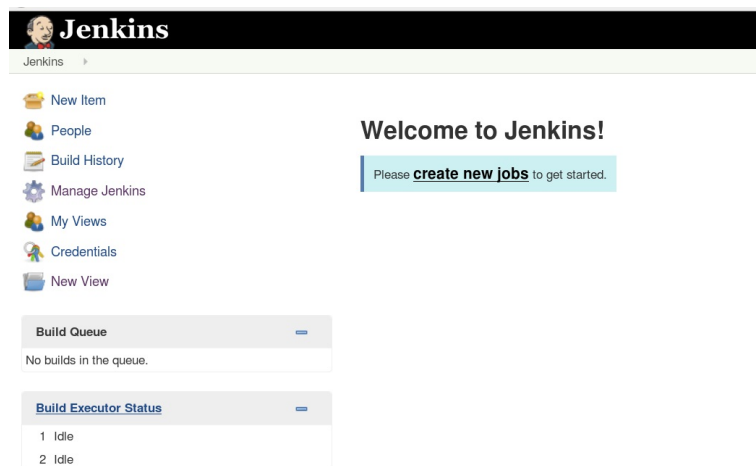 Jenkins
Jenkins
New Item
People
Build History
Manage Jenkins
My Views
Credentials
New View
Welcome to Jenkins!
Please create new jobs to get started.
Build Queue
No builds in the queue.
Build Executor Status
1 Idle
2 Idle